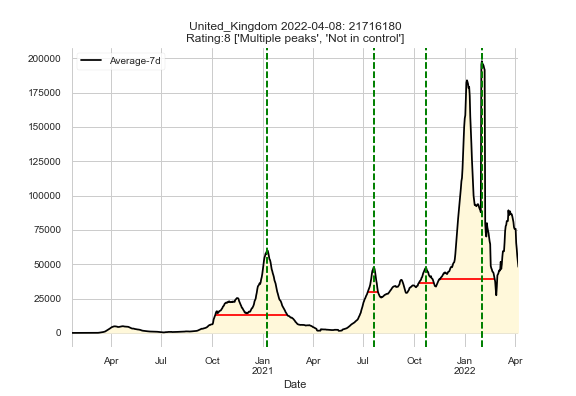 United_Kingdom 2022-04-08: 21716180
Rating:8 ['Multiple peaks', 'Not in control']
Average-7d
200000
175000
150000
125000
100000
75000
50000
25000
0
Apr Jul Oct Jan Apr Jul Oct Jan Apr
2021 2022
Date